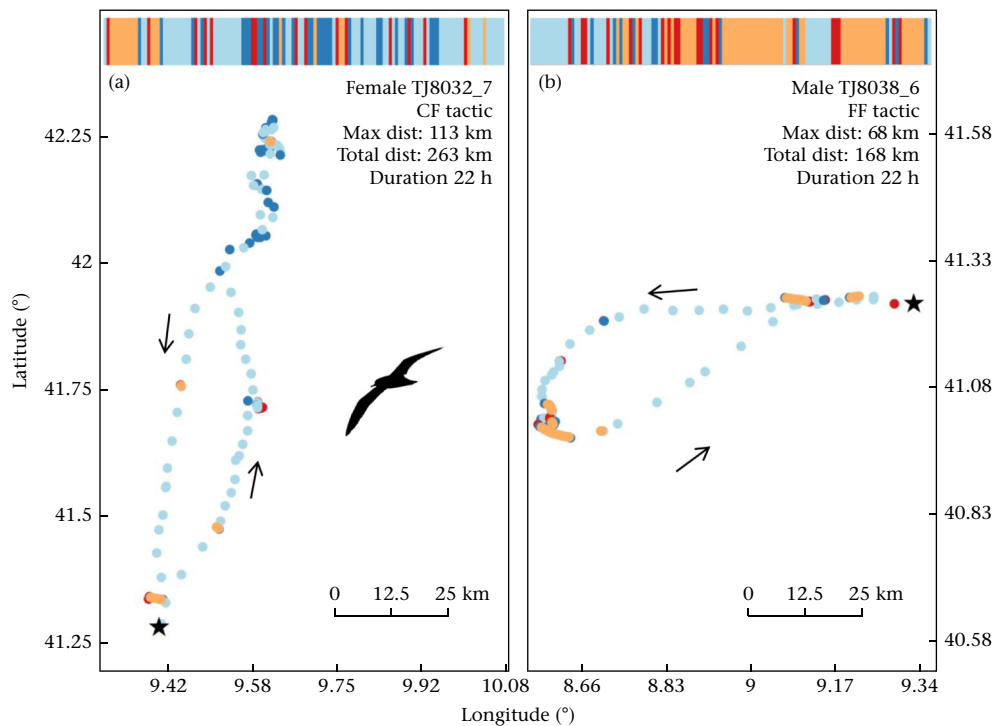 (a)
Female TJ8032_7
CF tactic
Max dist: 113 km
Total dist: 263 km
Duration 22 h
(b)
Male TJ8038_6
FF tactic
Max dist: 68 km
Total dist: 168 km
Duration 22 h
Latitude (°)
42.25
42
41.75
41.5
41.25
41.58
41.33
41.08
40.83
40.58
0 12.5 25 km
0 12.5 25 km
9.42 9.58 9.75 9.92 10.08
8.66 8.83 9 9.17 9.34
Longitude (°)